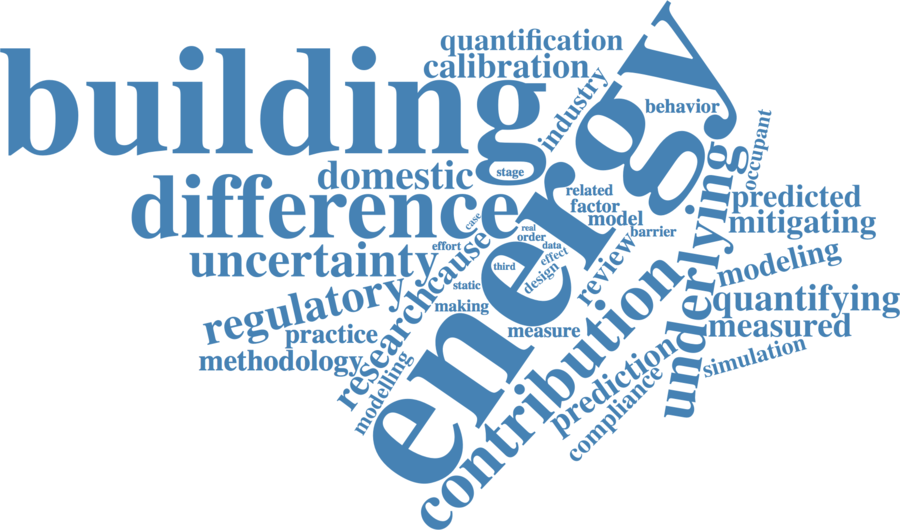 quantification
calibration
building
energy
industry
behavior
occupant
domestic
stage
difference
related
factor
model
barrier
predicted
mitigating
underlying
case
real
order
data
effect
design
third
effort
uncertainty
cause
static
making
review
modeling
regulatory
research
practice
methodology
modelling
measure
contribution
quantifying
measured
simulation
prediction
compliance